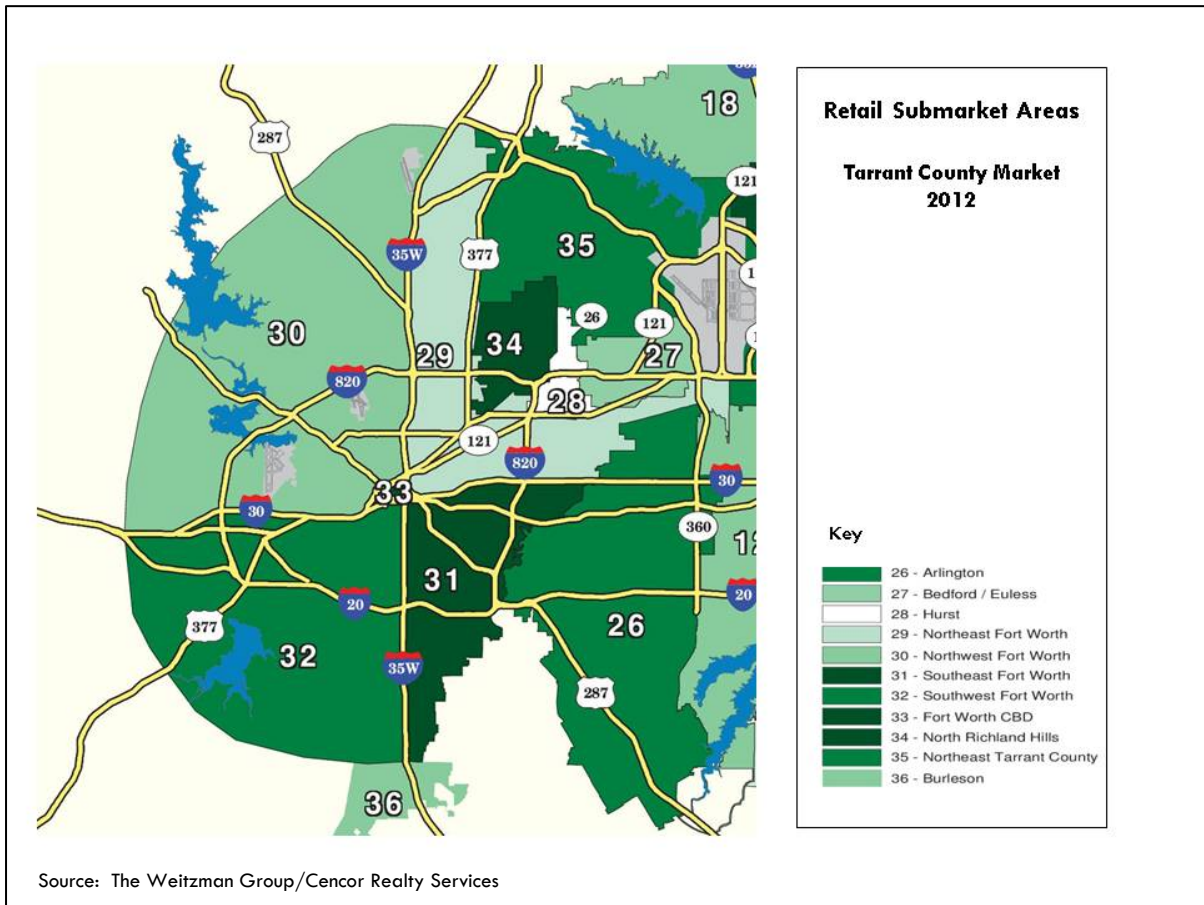 Retail Submarket Areas
Tarrant County Market
2012
18
287
121
35W
377
35
26
121
34
30
29
27
820
28
121
820
33
30
30
360
12
31
20
20
26
377
32
35W
287
36
Key
26 - Arlington
27 - Bedford / Euless
28 - Hurst
29 - Northeast Fort Worth
30 - Northwest Fort Worth
31 - Southeast Fort Worth
32 - Southwest Fort Worth
33 - Fort Worth CBD
34 - North Richland Hills
35 - Northeast Tarrant County
36 - Burleson
Source: The Weitzman Group/Cencor Realty Services